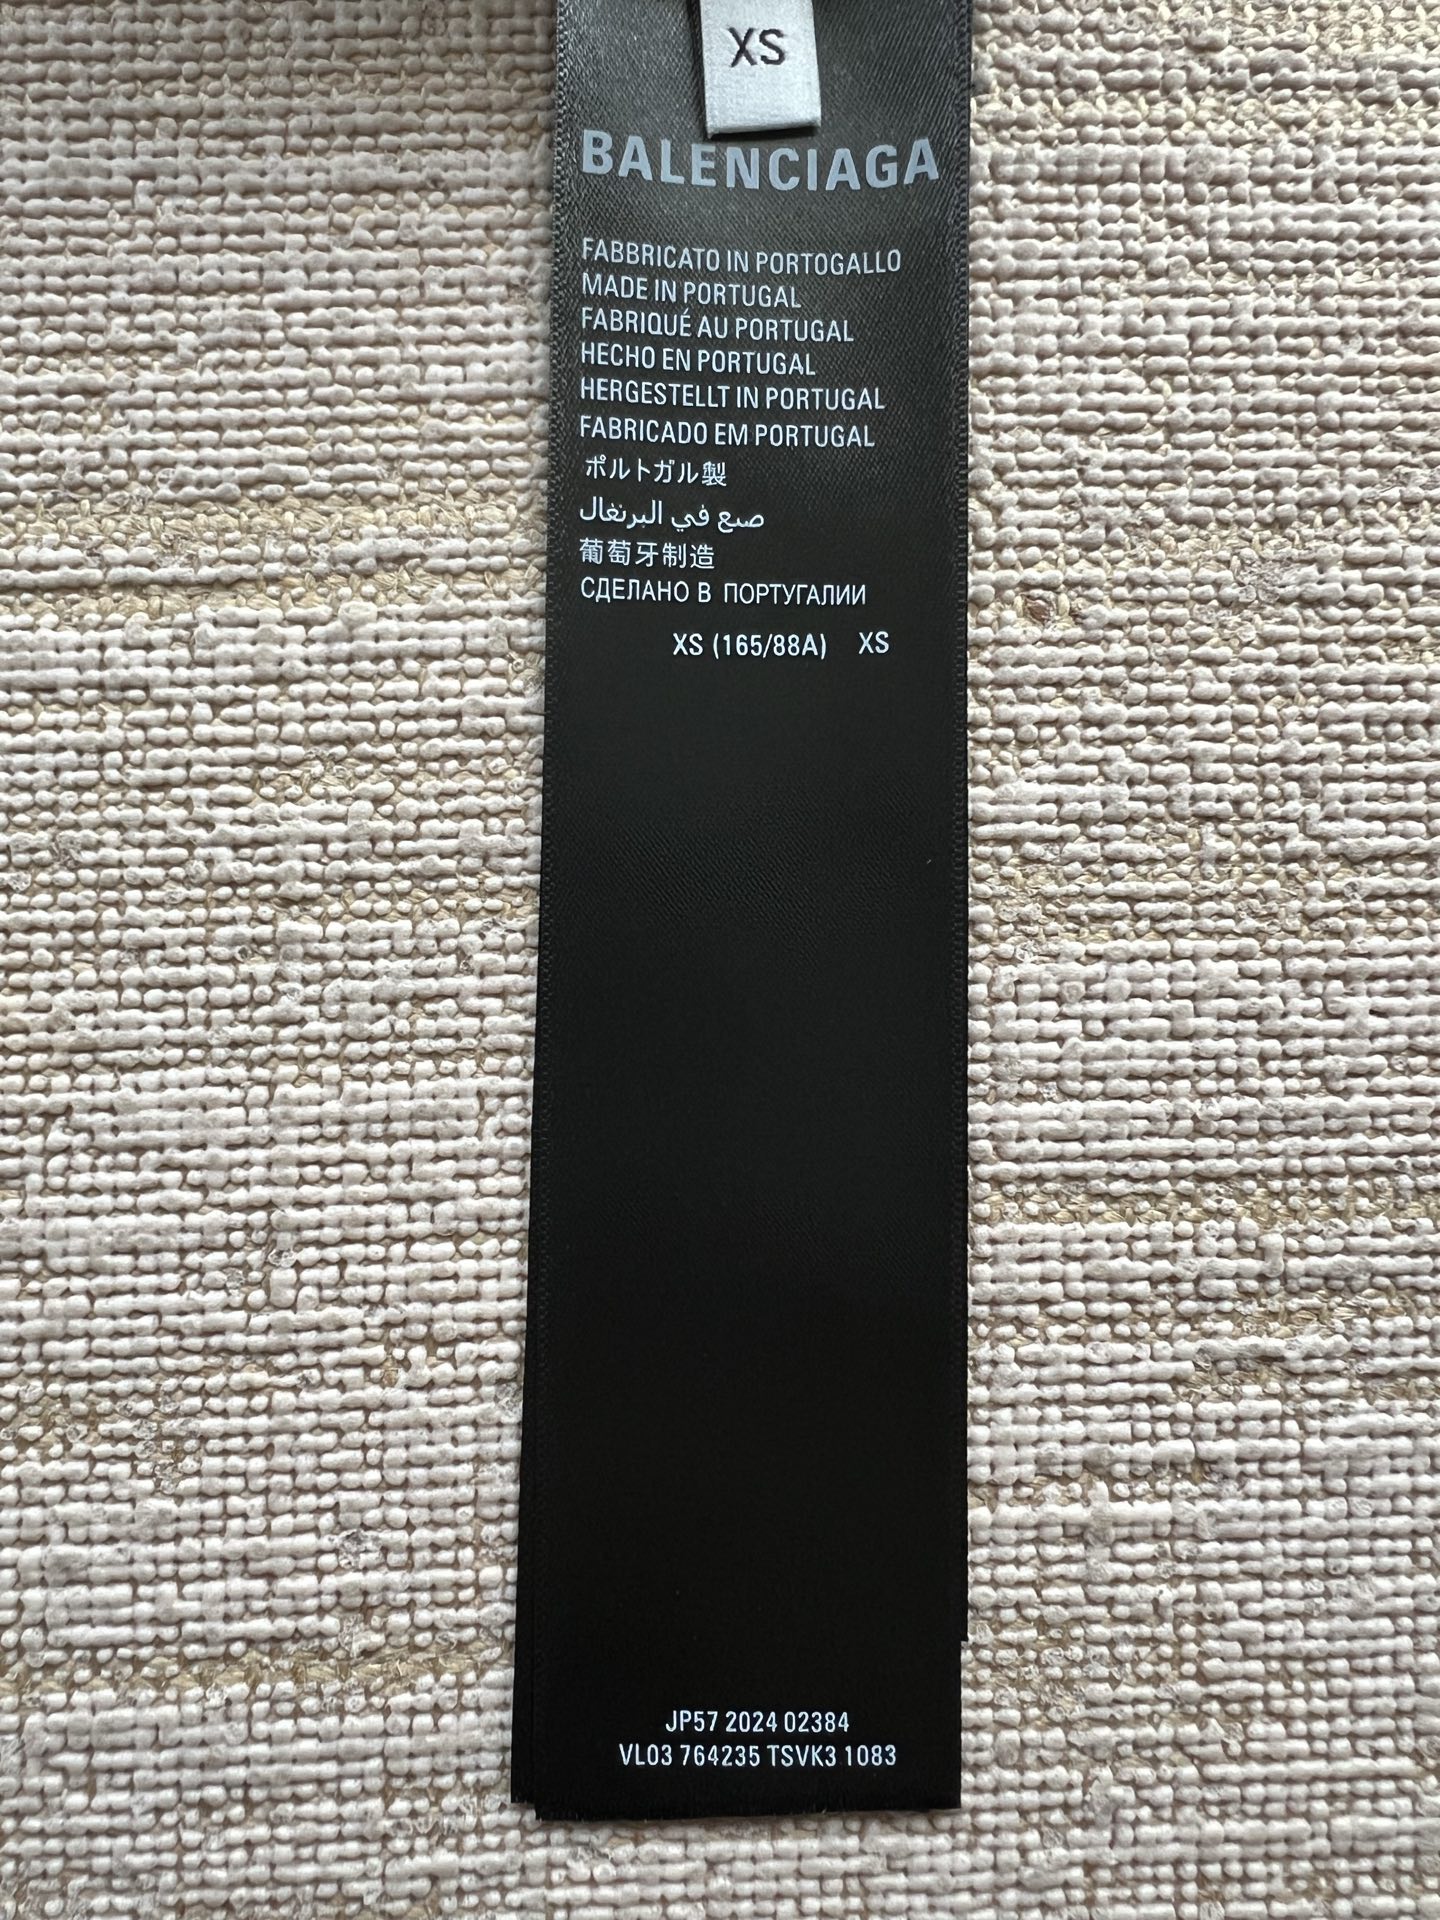 XS
BALENCIAGA
FABBRICATO IN PORTOGALLO
MADE IN PORTUGAL
FABRIQUÉ AU PORTUGAL
HECHO EN PORTUGAL
HERGESTELLT IN PORTUGAL
FABRICADO EM PORTUGAL
ポルトガル製
صنع في البرتغال
葡萄牙制造
СДЕЛАНО В ПОРТУГАЛИИ
XS (165/88A) XS
JP57 2024 02384
VL03 764235 TSVK3 1083